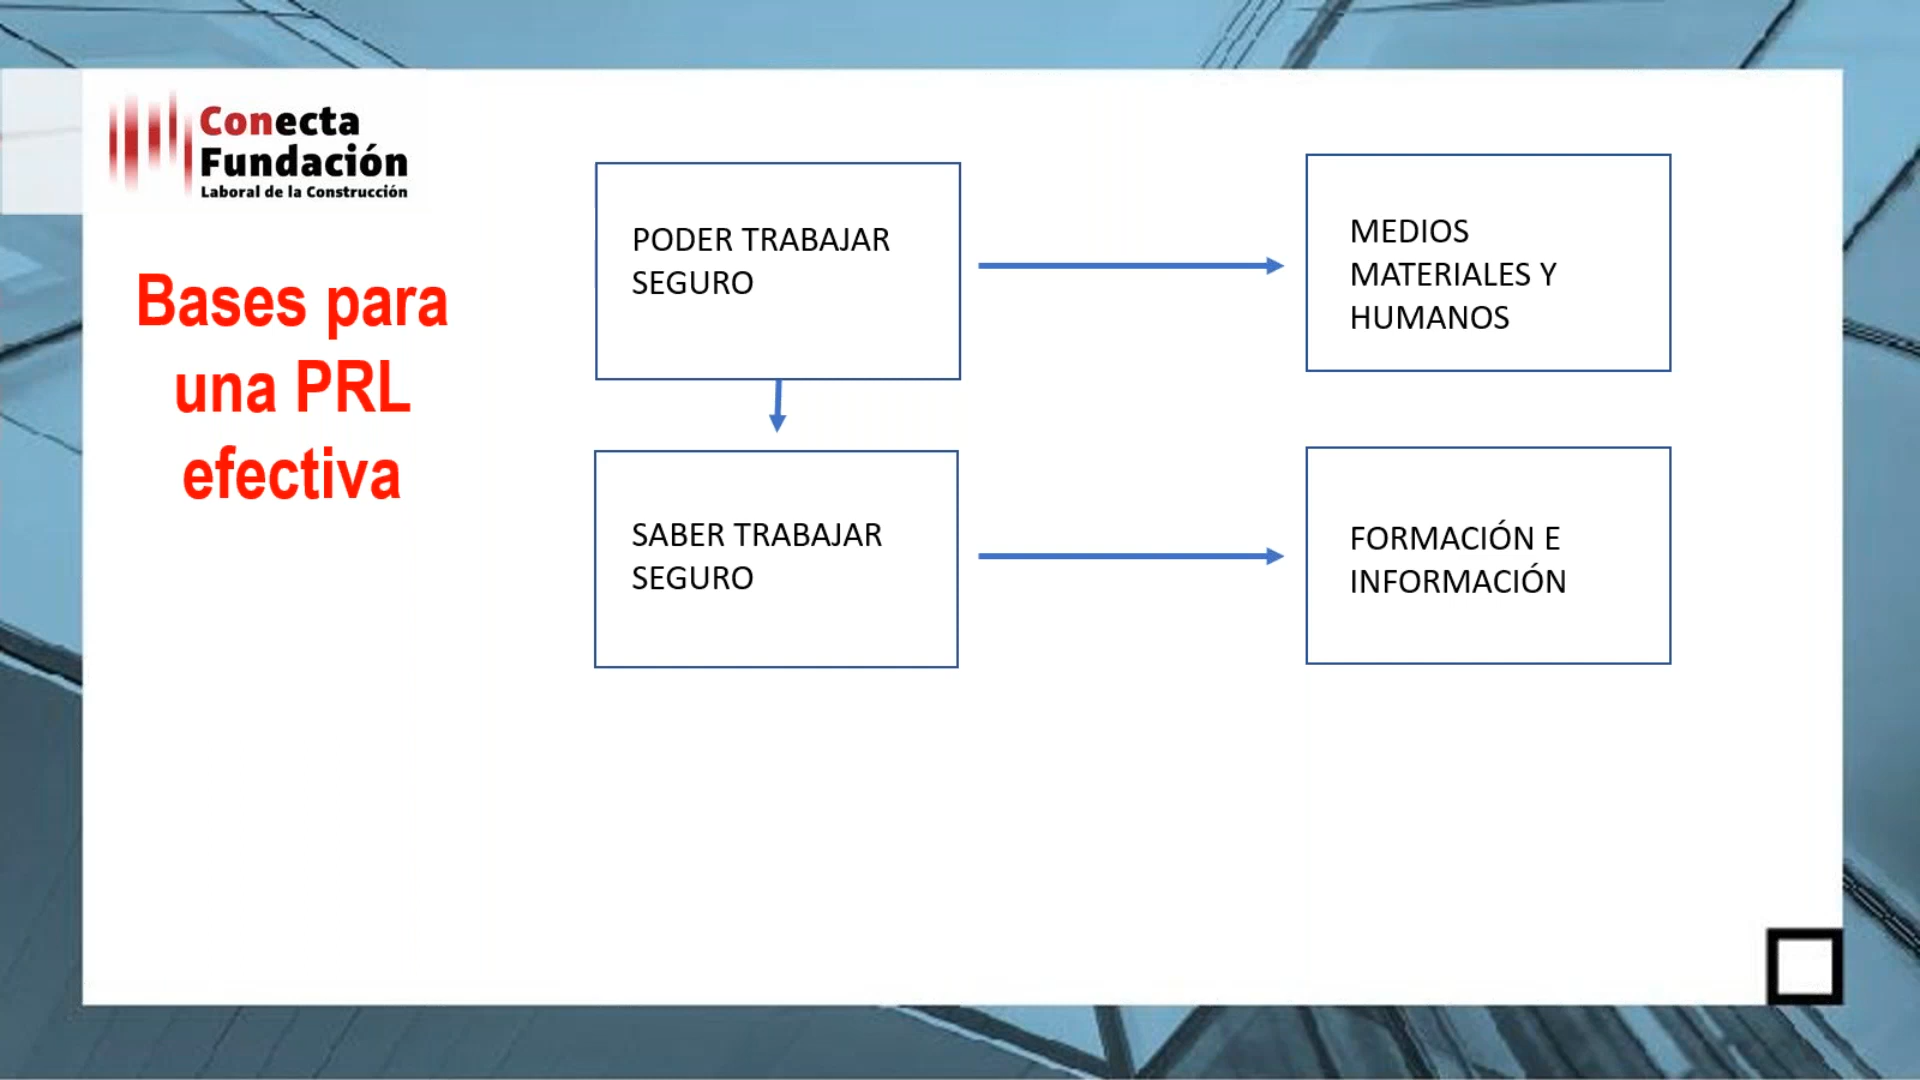 Conecta
Fundación
Laboral de la Construcción
Bases para
una PRL
efectiva
PODER TRABAJAR
SEGURO
MEDIOS
MATERIALES Y
HUMANOS
SABER TRABAJAR
SEGURO
FORMACIÓN E
INFORMACIÓN